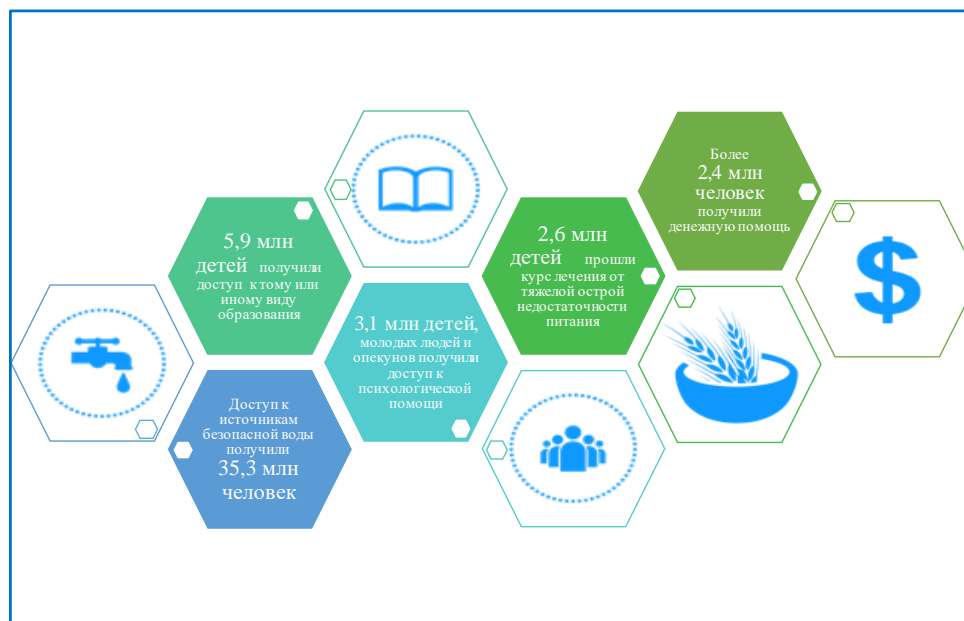 5,9 млн
детей получили
доступ к тому или
иному виду
образования
Доступ к
источникам
безопасной воды
получили
35,3 млн
человек
3,1 млн детей,
молодых людей и
опекунов получили
доступ к
психологической
помощи
2,6 млн
детей прошли
курс лечения от
тяжелой острой
недостаточности
питания
Более
2,4 млн
человек
получили
денежную помощь
$